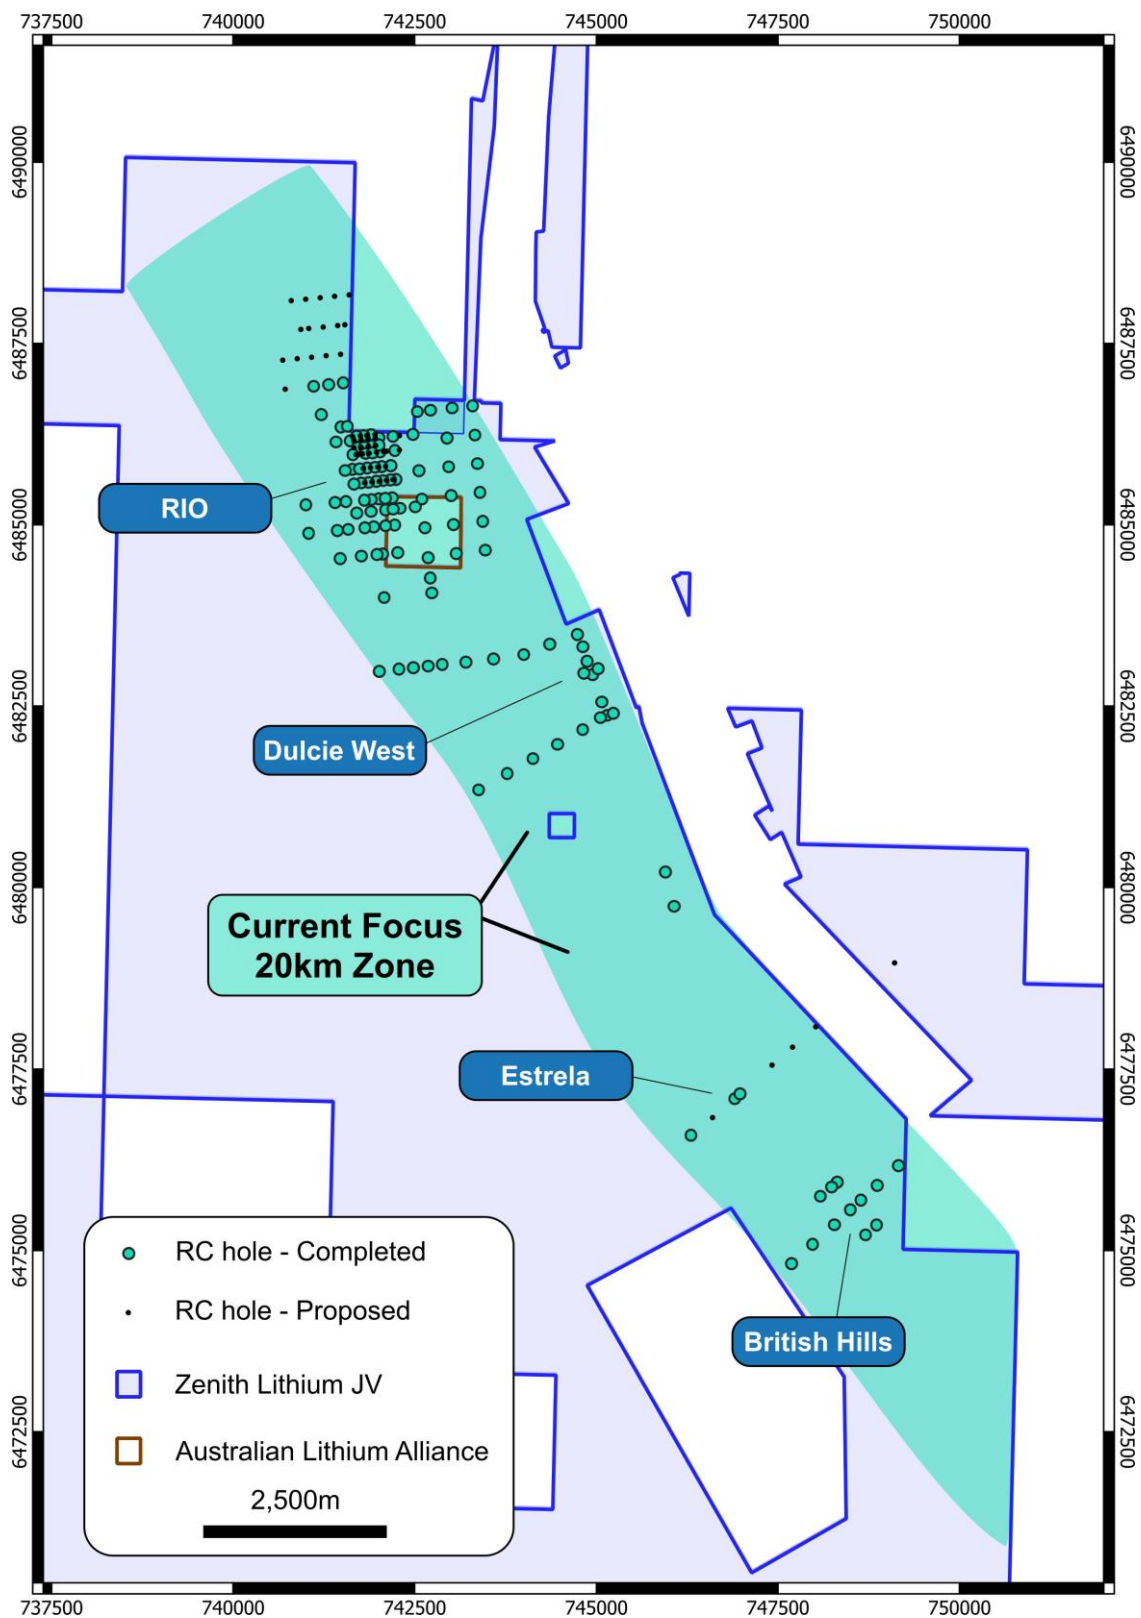 737500
740000
742500
745000
747500
750000
6490000
6490000
6487500
6487500
RIO
6485000
6485000
6482500
6482500
Dulcie West
6480000
6480000
Current Focus
20km Zone
6477500
6477500
Estrela
6475000
6475000
RC hole - Completed
RC hole - Proposed
British Hills
Zenith Lithium JV
6472500
6472500
Australian Lithium Alliance
2,500m
737500
740000
742500
745000
747500
750000